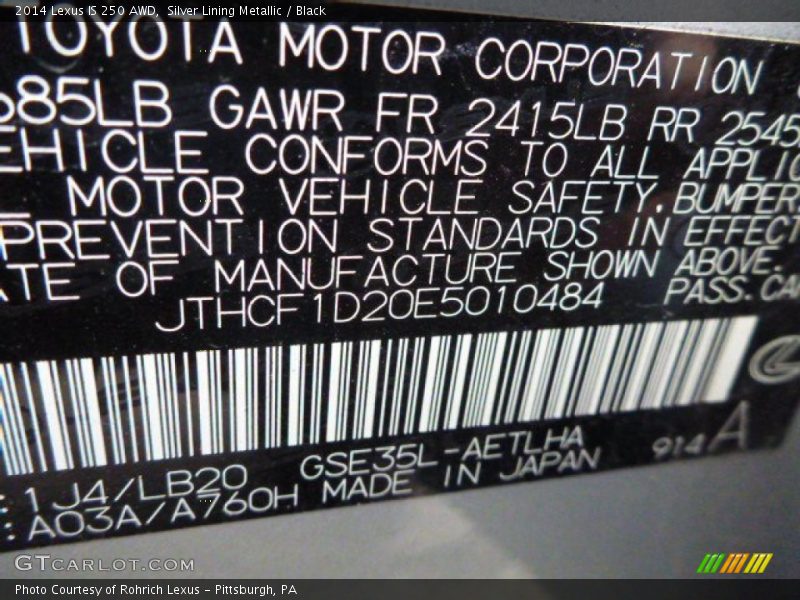 2014 Lexus IS 250 AWD, Silver Lining Metallic / Black
TOYOTA MOTOR CORPORATION
685LB GAWR FR 2415LB RR 2545
EHICLE CONFORMS TO ALL APPLIC
MOTOR VEHICLE SAFETY, BUMPER
PREVENTION STANDARDS IN EFFECT
ATE OF MANUFACTURE SHOWN ABOVE.
JTHCF1D20E5010484 PASS. CA
: 1J4/LB20 GSE35L-AETLHA 914 A
: A03A/A760H MADE IN JAPAN
GTCARLOT.COM
Photo Courtesy of Rohrich Lexus - Pittsburgh, PA